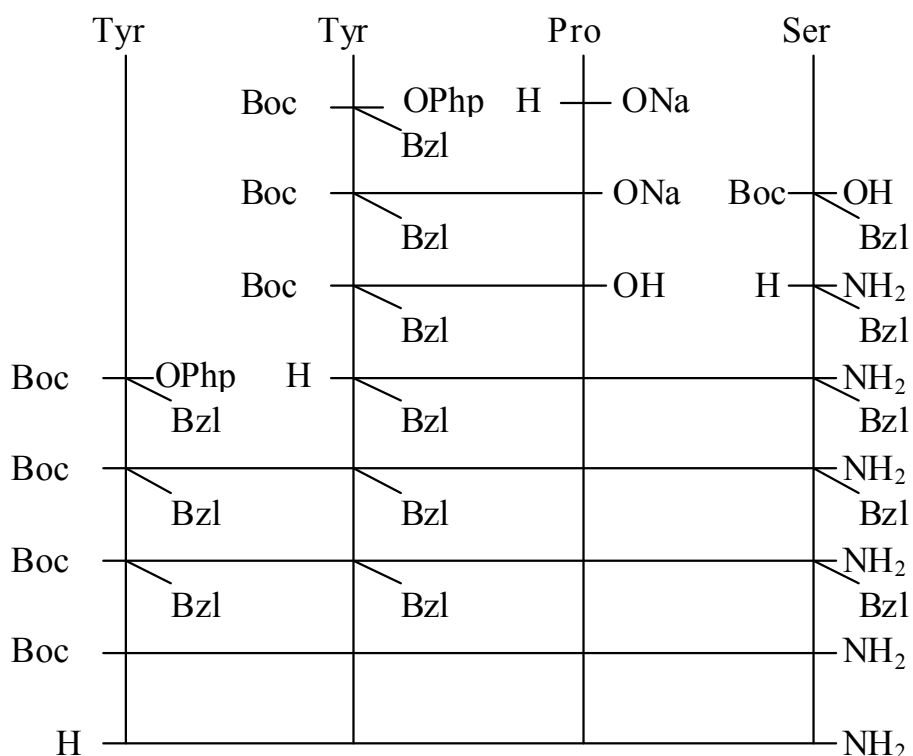 Tyr Tyr Pro Ser
Boc OPhp H ONa
Bzl
Boc ONa Boc OH
Bzl Bzl
Boc OH H NH₂
Bzl Bzl
Boc OPhp H NH₂
Bzl Bzl Bzl
Boc NH₂
Bzl Bzl Bzl
Boc NH₂
Bzl Bzl Bzl
Boc NH₂
H NH₂